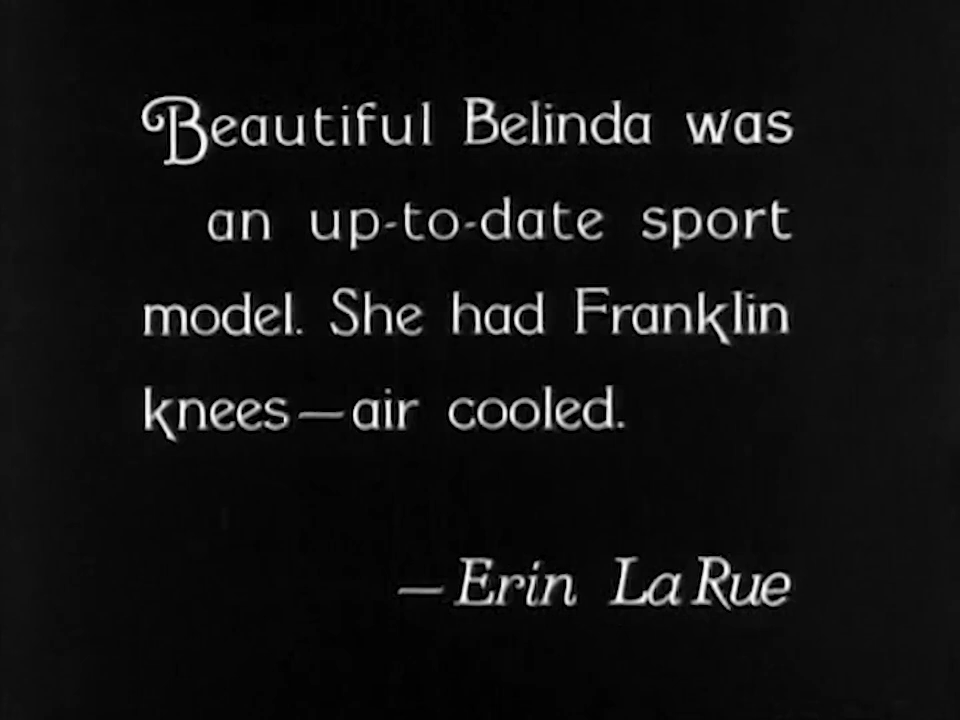 Beautiful Belinda was
an up-to-date sport
model. She had Franklin
knees—air cooled.
—Erin La Rue